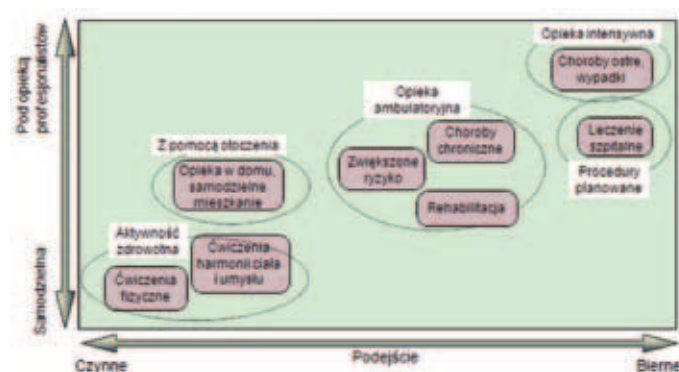 Pod opieką
profesjonalistów
Samodzielna
Opieka intensywna
Choroby ostre,
wypadki
Opieka
ambulatoryjna
Choroby
chroniczne
Zwiększone
ryzyko
Rehabilitacja
Leczenie
szpitalne
Procedury
planowane
Z pomocą otoczenia
Opieka w domu,
samodzielne
mieszkanie
Aktywność
zdrowotna
Ćwiczenia
harmonii ciała
i umysłu
Ćwiczenia
fizyczne
Czynne
Podejście
Bierne